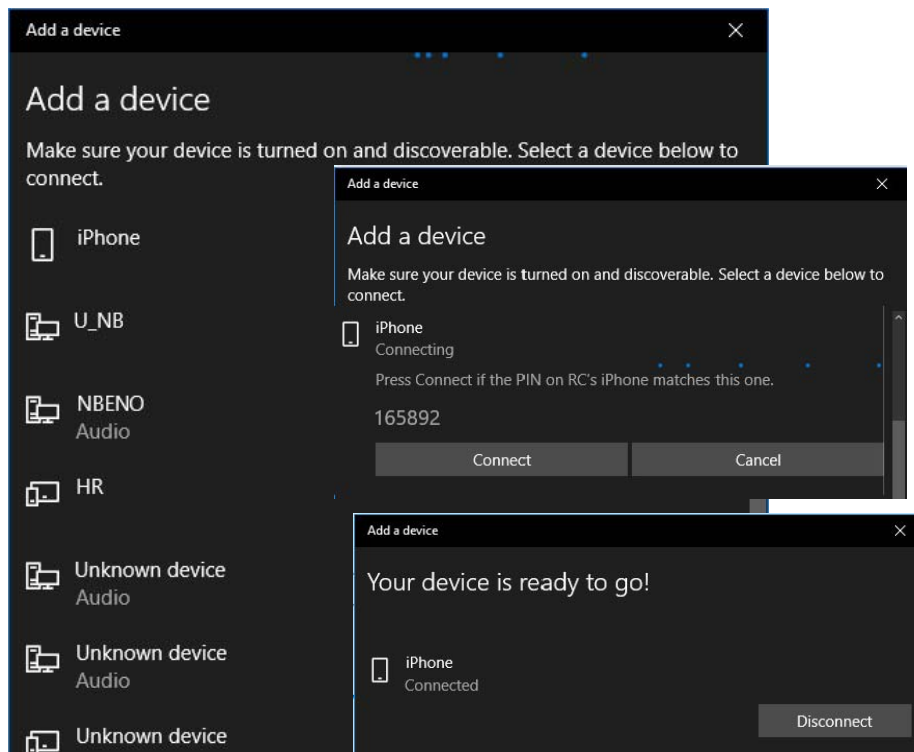 Add a device
Add a device
Make sure your device is turned on and discoverable. Select a device below to
connect.
iPhone
U_NB
NBENO
Audio
HR
Unknown device
Audio
Unknown device
Audio
Unknown device
Add a device
Add a device
Make sure your device is turned on and discoverable. Select a device below to
connect.
iPhone
Connecting
Press Connect if the PIN on RC's iPhone matches this one.
165892
Connect Cancel
Add a device
Your device is ready to go!
iPhone
Connected
Disconnect